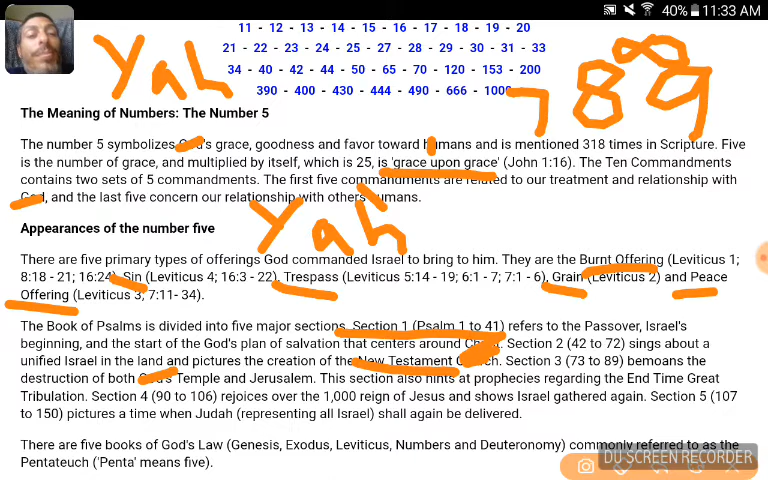 40% 11:33 AM
11 - 12 - 13 - 14 - 15 - 16 - 17 - 18 - 19 - 20
21 - 22 - 23 - 24 - 25 - 27 - 28 - 29 - 30 - 31 - 33
34 - 40 - 42 - 44 - 50 - 65 - 70 - 120 - 153 - 200
390 - 400 - 430 - 444 - 490 - 666 - 1000
Yah
7 8 8 9
The Meaning of Numbers: The Number 5
The number 5 symbolizes God's grace, goodness and favor toward humans and is mentioned 318 times in Scripture. Five
is the number of grace, and multiplied by itself, which is 25, is 'grace upon grace' (John 1:16). The Ten Commandments
contains two sets of 5 commandments. The first five commandments are related to our treatment and relationship with
God, and the last five concern our relationship with others humans.
Yah
Appearances of the number five
There are five primary types of offerings God commanded Israel to bring to him. They are the Burnt Offering (Leviticus 1;
8:18 - 21; 16:24), Sin (Leviticus 4; 16:3 - 22), Trespass (Leviticus 5:14 - 19; 6:1 - 7; 7:1 - 6), Grain (Leviticus 2) and Peace
Offering (Leviticus 3; 7:11- 34).
The Book of Psalms is divided into five major sections. Section 1 (Psalm 1 to 41) refers to the Passover, Israel's
beginning, and the start of the God's plan of salvation that centers around Christ. Section 2 (42 to 72) sings about a
unified Israel in the land and pictures the creation of the New Testament Church. Section 3 (73 to 89) bemoans the
destruction of both God's Temple and Jerusalem. This section also hints at prophecies regarding the End Time Great
Tribulation. Section 4 (90 to 106) rejoices over the 1,000 reign of Jesus and shows Israel gathered again. Section 5 (107
to 150) pictures a time when Judah (representing all Israel) shall again be delivered.
There are five books of God's Law (Genesis, Exodus, Leviticus, Numbers and Deuteronomy) commonly referred to as the
Pentateuch ('Penta' means five).
DU SCREEN RECORDER